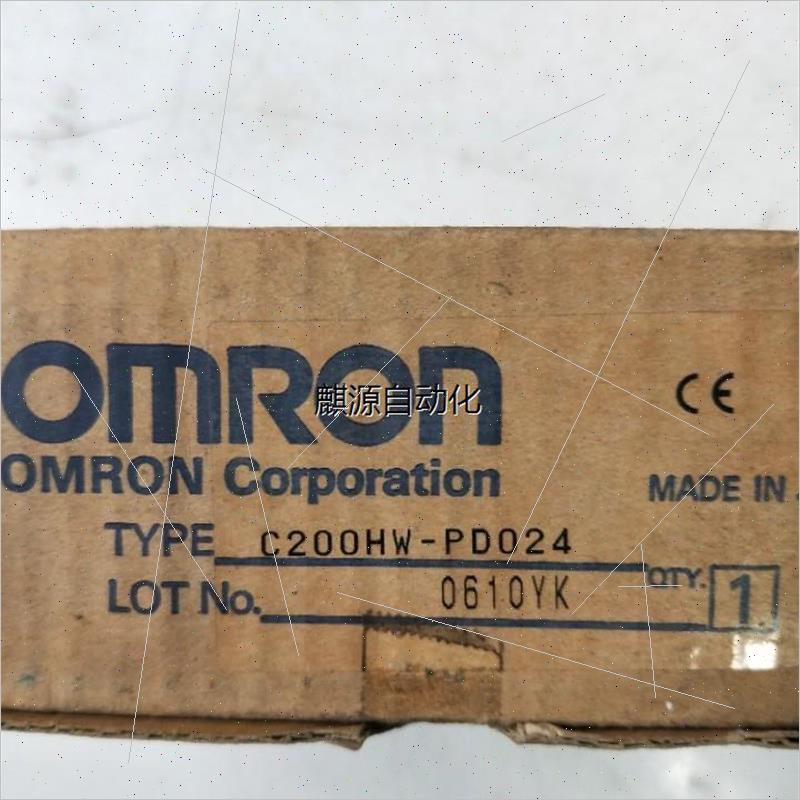 OMRON
麒源自动化
CE
OMRON Corporation
MADE IN
TYPE C200HW-PD024
LOT No. 0610YK
QTY. 1